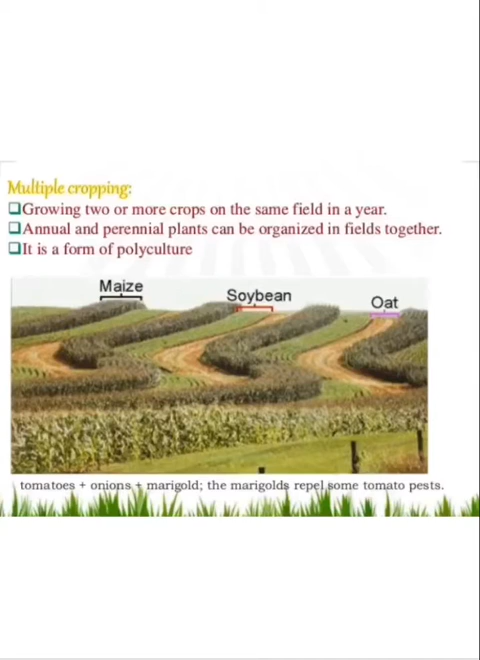 Multiple cropping:
❑Growing two or more crops on the same field in a year.
❑Annual and perennial plants can be organized in fields together.
❑It is a form of polyculture
Maize
Soybean
Oat
tomatoes + onions + marigold; the marigolds repel some tomato pests.